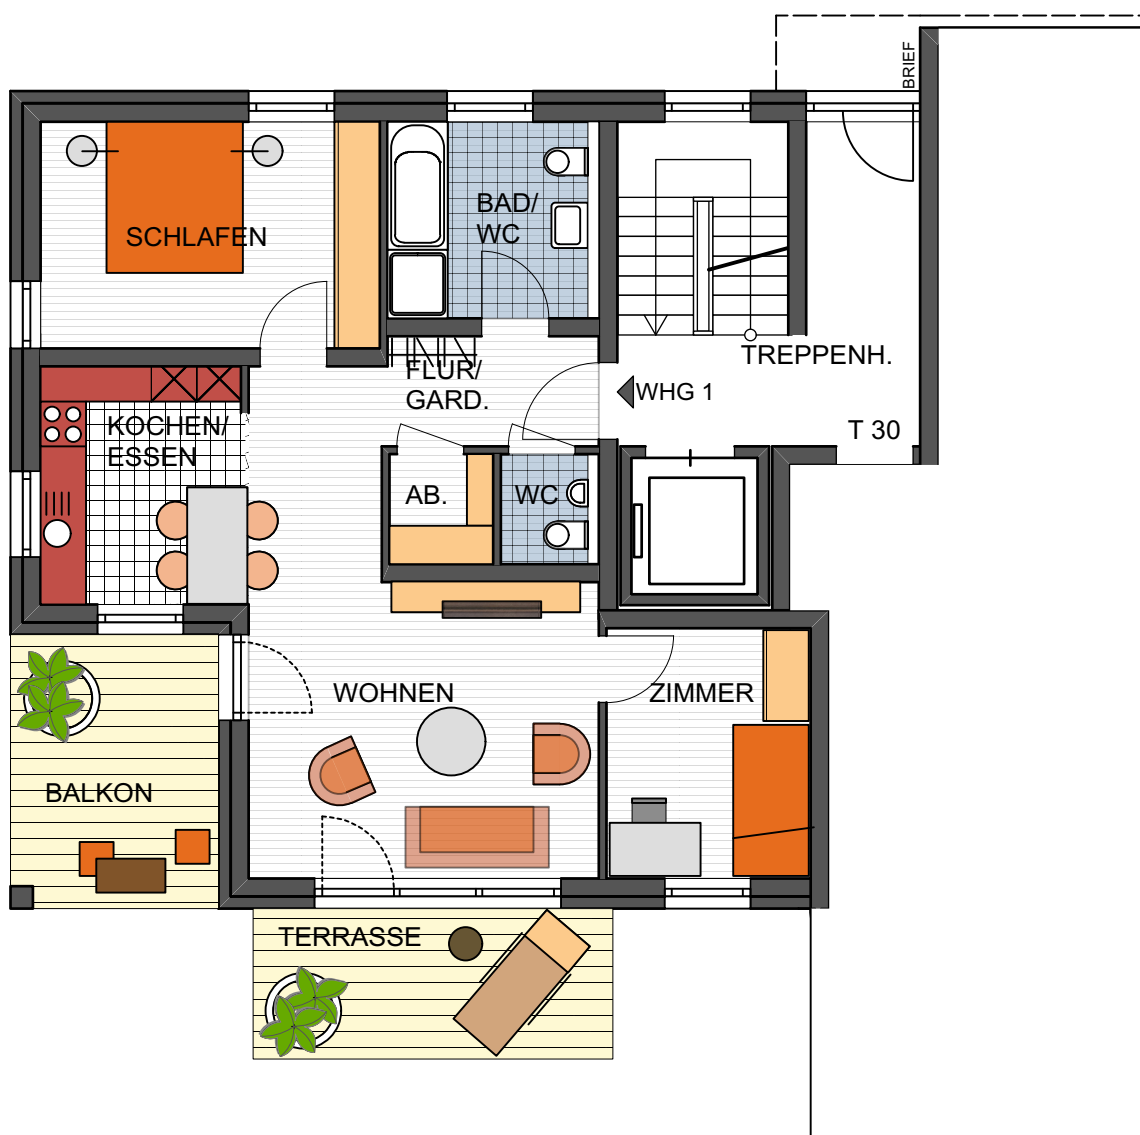 BRIEF
SCHLAFEN
BAD/
WC
TREPPENH.
FLUR/
GARD.
WHG 1
KOCHEN/
ESSEN
T 30
AB.
WC
WOHNEN
ZIMMER
BALKON
TERRASSE